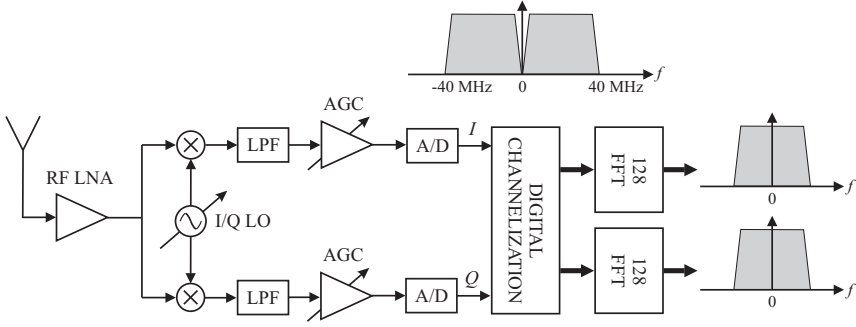 f
-40 MHz
0
40 MHz
AGC
I
LPF
A/D
RF LNA
I/Q LO
DIGITAL
CHANNELIZATION
128
FFT
f
0
AGC
Q
LPF
A/D
128
FFT
f
0